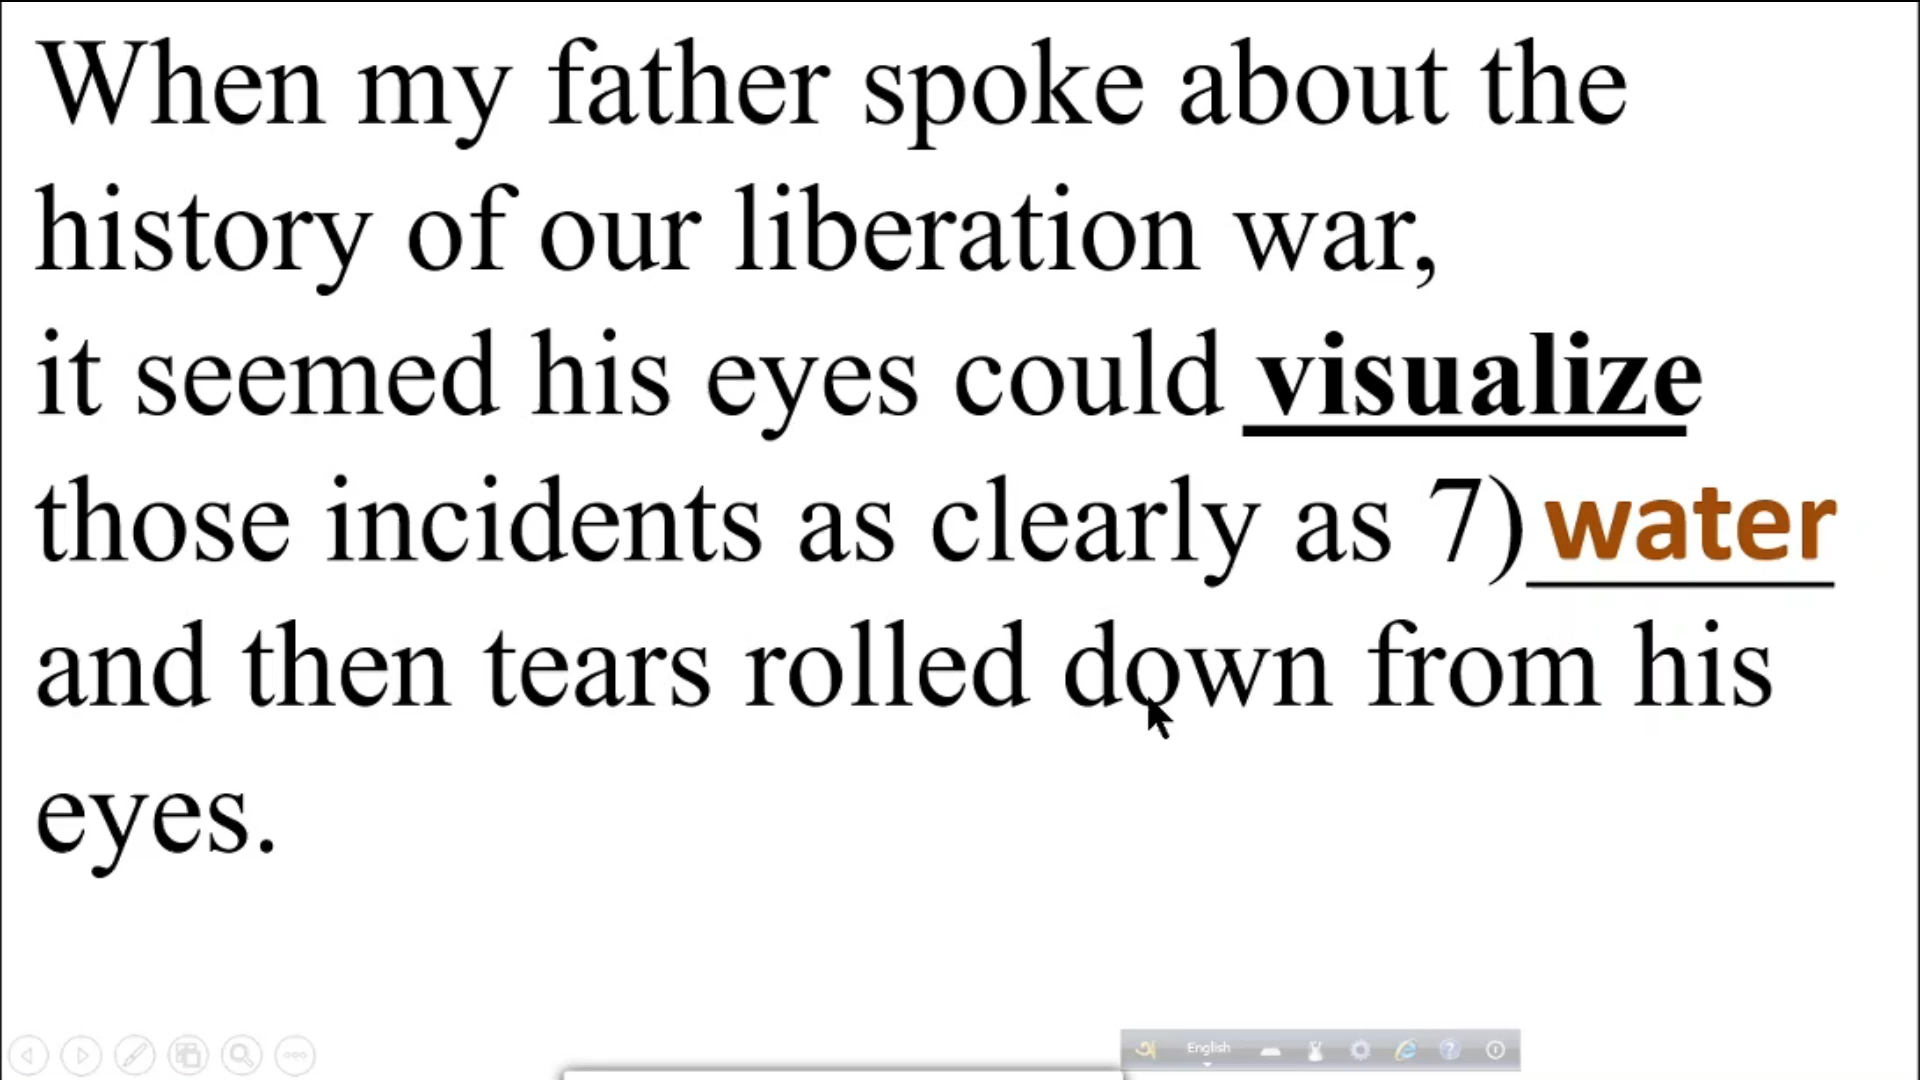 When my father spoke about the
history of our liberation war,
it seemed his eyes could visualize
those incidents as clearly as 7) water
and then tears rolled down from his
eyes.
English